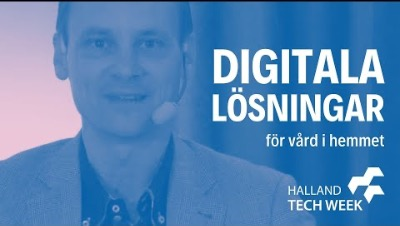 DIGITALA
LÖSNINGAR
för vård i hemmet
HALLAND
TECH WEEK